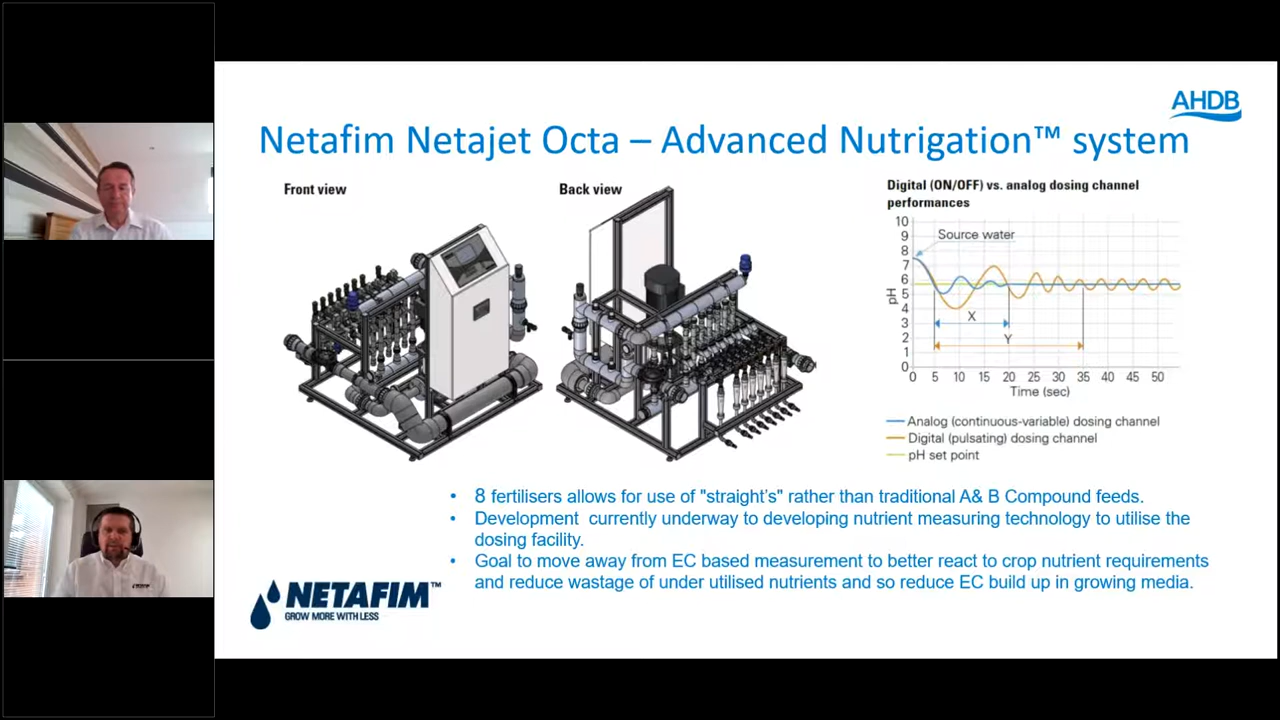 AHDB
Netafim Netajet Octa – Advanced Nutrigation™ system
Front view
Back view
Digital (ON/OFF) vs. analog dosing channel
performances
10
9
8
7
6
5
4
3
2
1
0
pH
Source water
X
Y
0 5 10 15 20 25 30 35 40 45 50
Time (sec)
Analog (continuous-variable) dosing channel
Digital (pulsating) dosing channel
pH set point
• 8 fertilisers allows for use of "straight's" rather than traditional A& B Compound feeds.
• Development currently underway to developing nutrient measuring technology to utilise the
dosing facility.
• Goal to move away from EC based measurement to better react to crop nutrient requirements
and reduce wastage of under utilised nutrients and so reduce EC build up in growing media.
NETAFIM™
GROW MORE WITH LESS